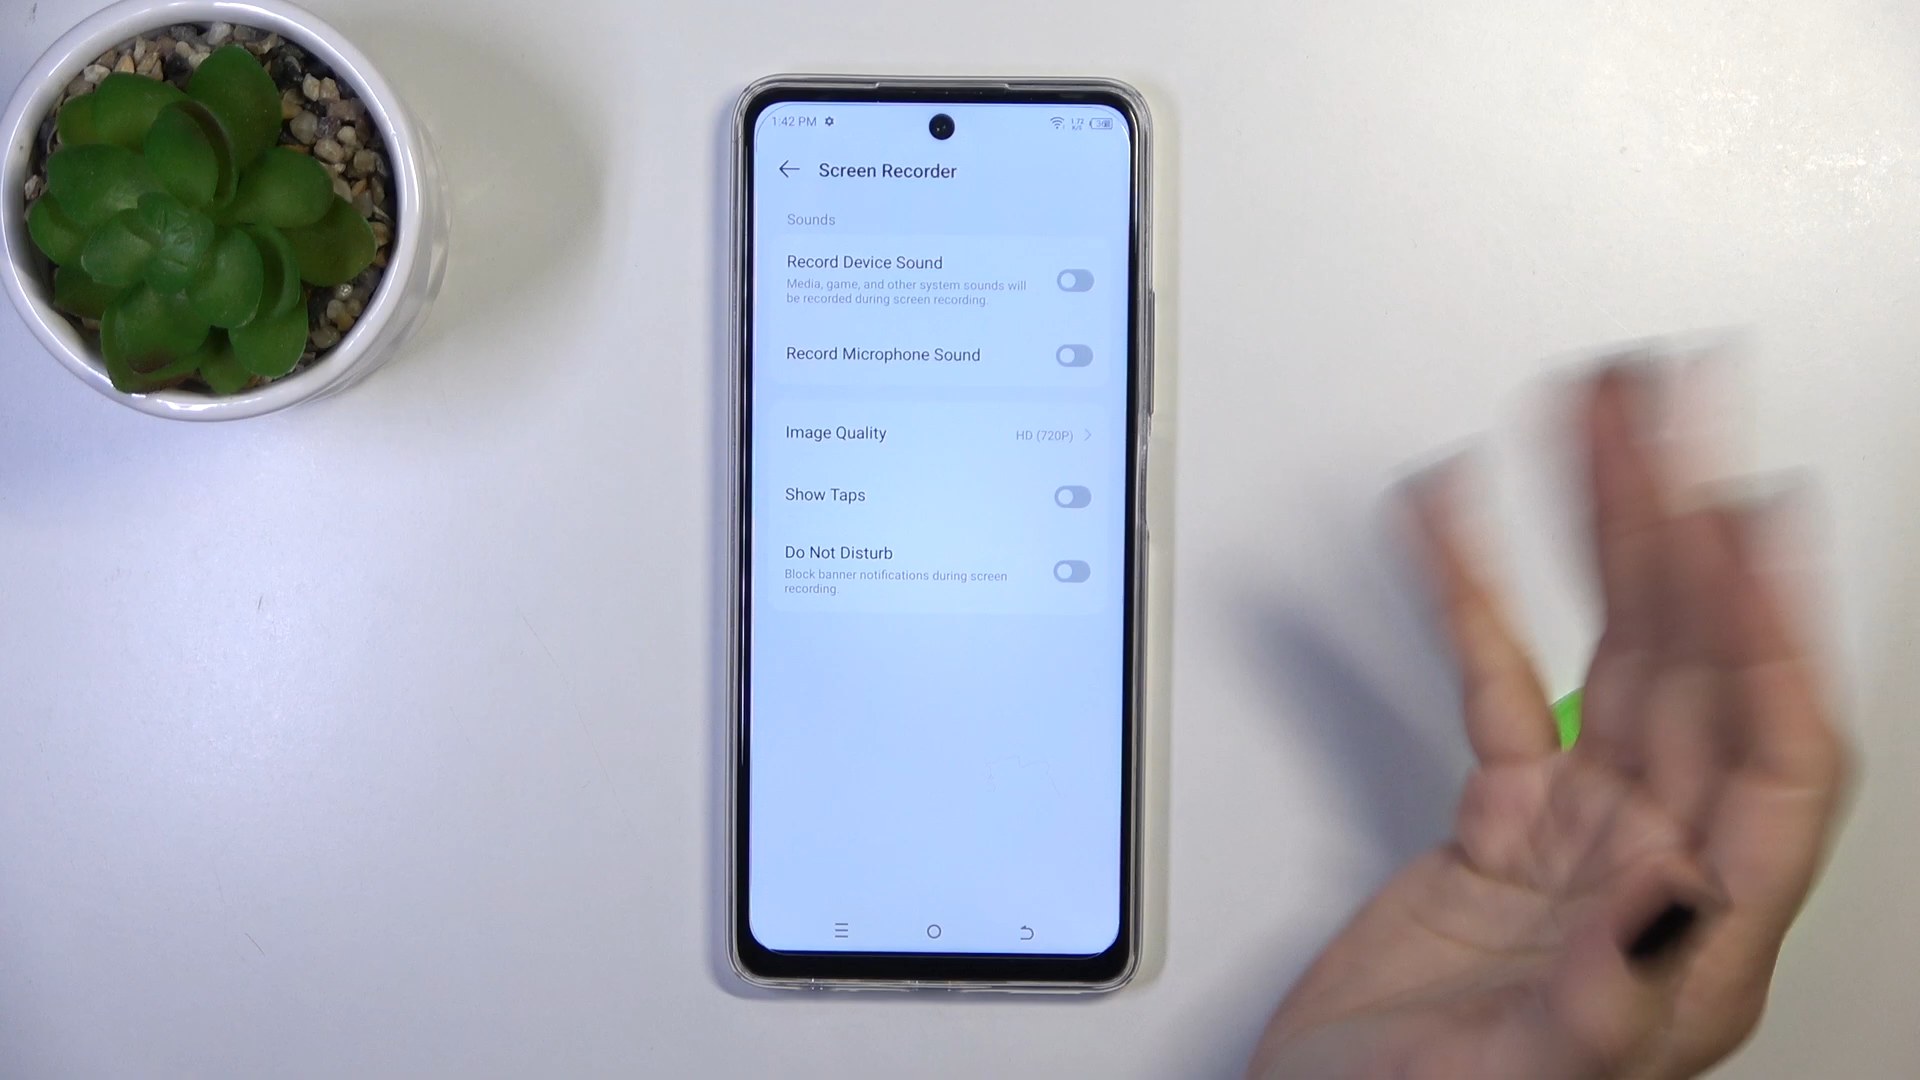 1:42 PM
1.72
K/S
Screen Recorder
Sounds
Record Device Sound
Media, game, and other system sounds will
be recorded during screen recording.
Record Microphone Sound
Image Quality
HD (720P)
Show Taps
Do Not Disturb
Block banner notifications during screen
recording.